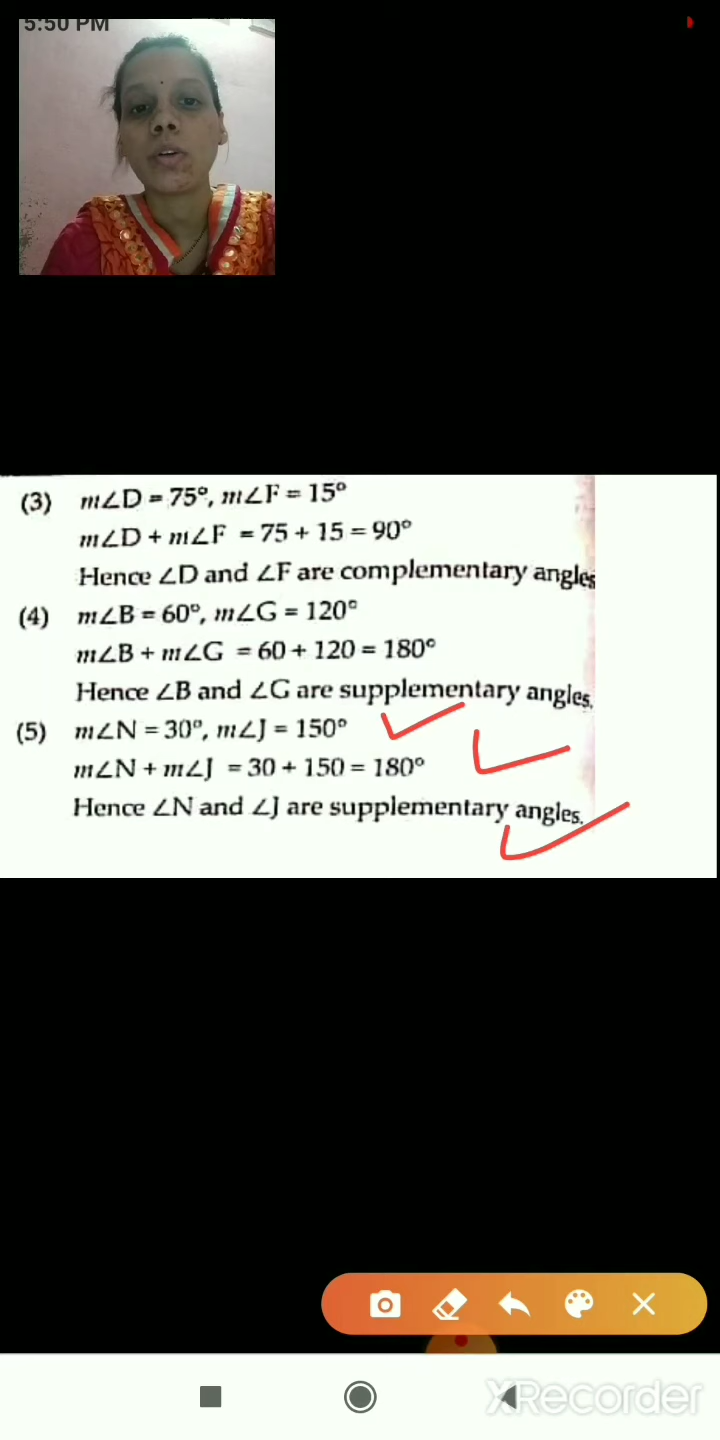 5:50 PM
(3) m∠D = 75°, m∠F = 15°
m∠D + m∠F = 75 + 15 = 90°
Hence ∠D and ∠F are complementary angles
(4) m∠B = 60°, m∠G = 120°
m∠B + m∠G = 60 + 120 = 180°
Hence ∠B and ∠G are supplementary angles.
(5) m∠N = 30°, m∠J = 150°
m∠N + m∠J = 30 + 150 = 180°
Hence ∠N and ∠J are supplementary angles.
XRecorder